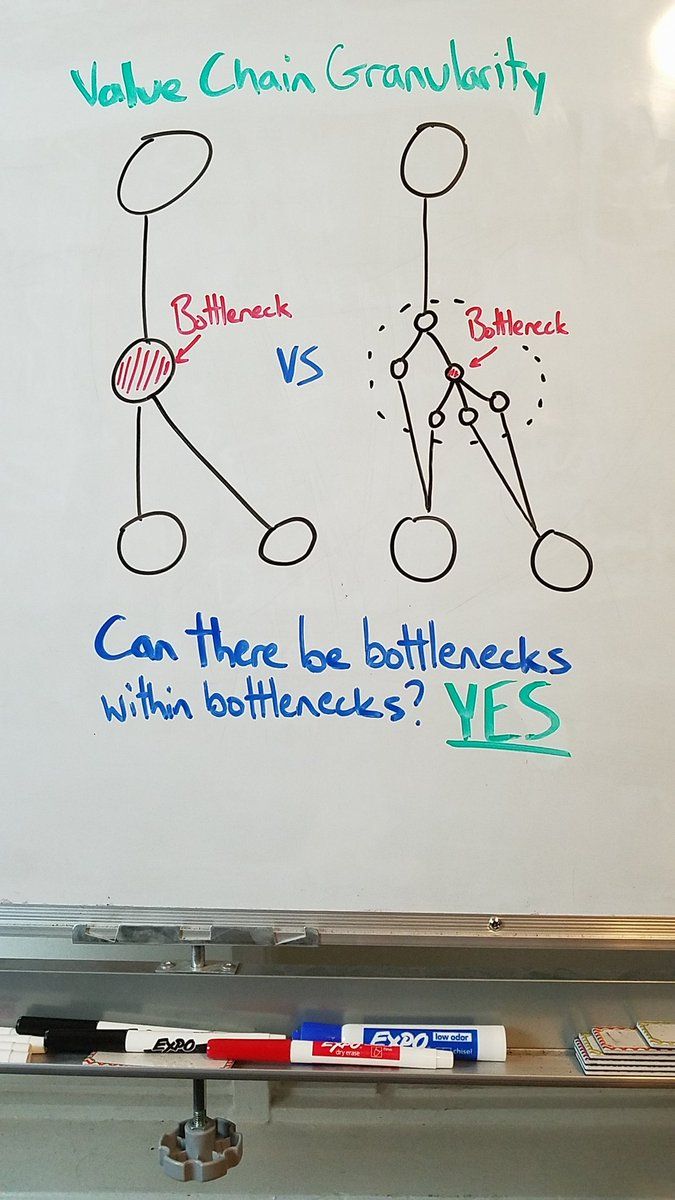 Value Chain Granularity
Bottleneck
VS
Bottleneck
Can there be bottlenecks
within bottlenecks? YES
EXPO
EXPO
dry erase
EXPO
low odor
chisel